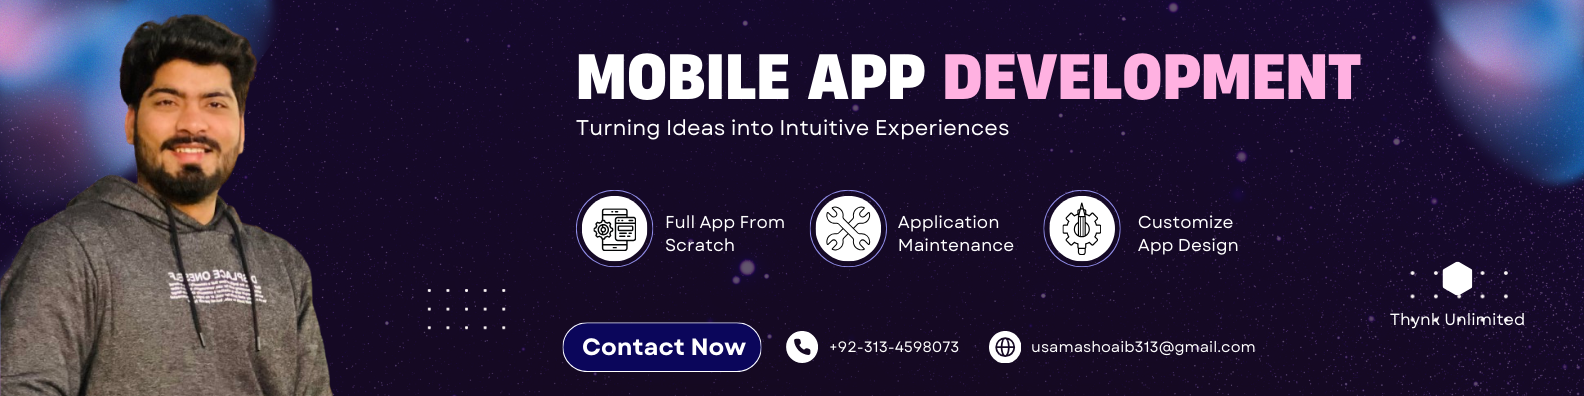 MOBILE APP DEVELOPMENT
Turning Ideas into Intuitive Experiences
Full App From
Scratch
Application
Maintenance
Customize
App Design
Thynk Unlimited
Contact Now
+92-313-4598073
usamashoaib313@gmail.com